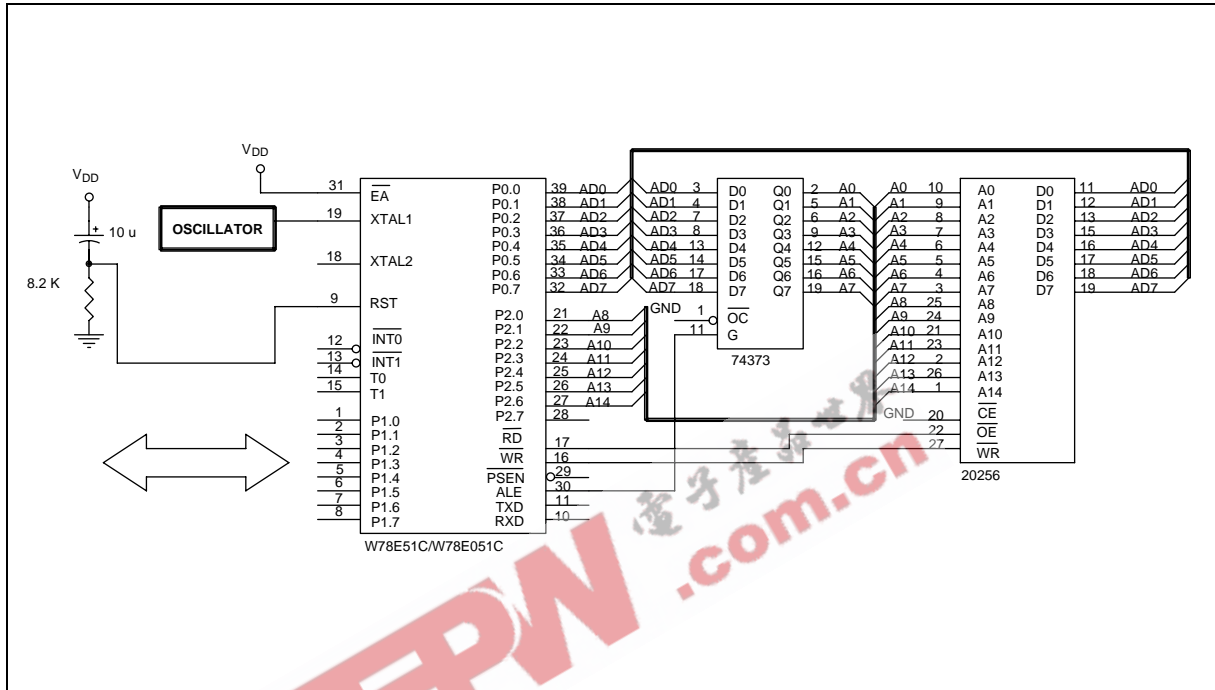 VDD
VDD
10 u
8.2 K
OSCILLATOR
31 EA
19 XTAL1
18 XTAL2
9 RST
12 INT0
13 INT1
14 T0
15 T1
1 P1.0
2 P1.1
3 P1.2
4 P1.3
5 P1.4
6 P1.5
7 P1.6
8 P1.7
P0.0 39 AD0
P0.1 38 AD1
P0.2 37 AD2
P0.3 36 AD3
P0.4 35 AD4
P0.5 34 AD5
P0.6 33 AD6
P0.7 32 AD7
P2.0 21 A8
P2.1 22 A9
P2.2 23 A10
P2.3 24 A11
P2.4 25 A12
P2.5 26 A13
P2.6 27 A14
P2.7 28
RD 17
WR 16
PSEN 29
ALE 30
TXD 11
RXD 10
W78E51C/W78E051C
AD0 3 D0 Q0 2 A0
AD1 4 D1 Q1 5 A1
AD2 7 D2 Q2 6 A2
AD3 8 D3 Q3 9 A3
AD4 13 D4 Q4 12 A4
AD5 14 D5 Q5 15 A5
AD6 17 D6 Q6 16 A6
AD7 18 D7 Q7 19 A7
GND 1 OC
11 G
74373
A0 10 A0 D0 11 AD0
A1 9 A1 D1 12 AD1
A2 8 A2 D2 13 AD2
A3 7 A3 D3 15 AD3
A4 6 A4 D4 16 AD4
A5 5 A5 D5 17 AD5
A6 4 A6 D6 18 AD6
A7 3 A7 D7 19 AD7
A8 25 A8
A9 24 A9
A10 21 A10
A11 23 A11
A12 2 A12
A13 26 A13
A14 1 A14
GND 20 CE
22 OE
27 WR
20256
電子產品世界
EPW
.com.cn